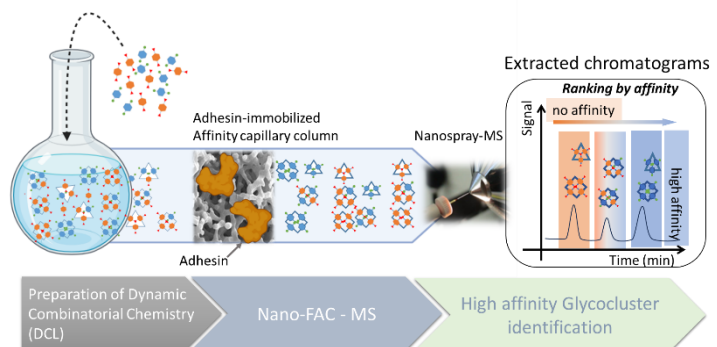 Extracted chromatograms
Ranking by affinity
no affinity
Signal
high affinity
Time (min)
Adhesin-immobilized
Affinity capillary column
Nanospray-MS
Adhesin
Preparation of Dynamic
Combinatorial Chemistry
(DCL)
Nano-FAC - MS
High affinity Glycocluster
identification